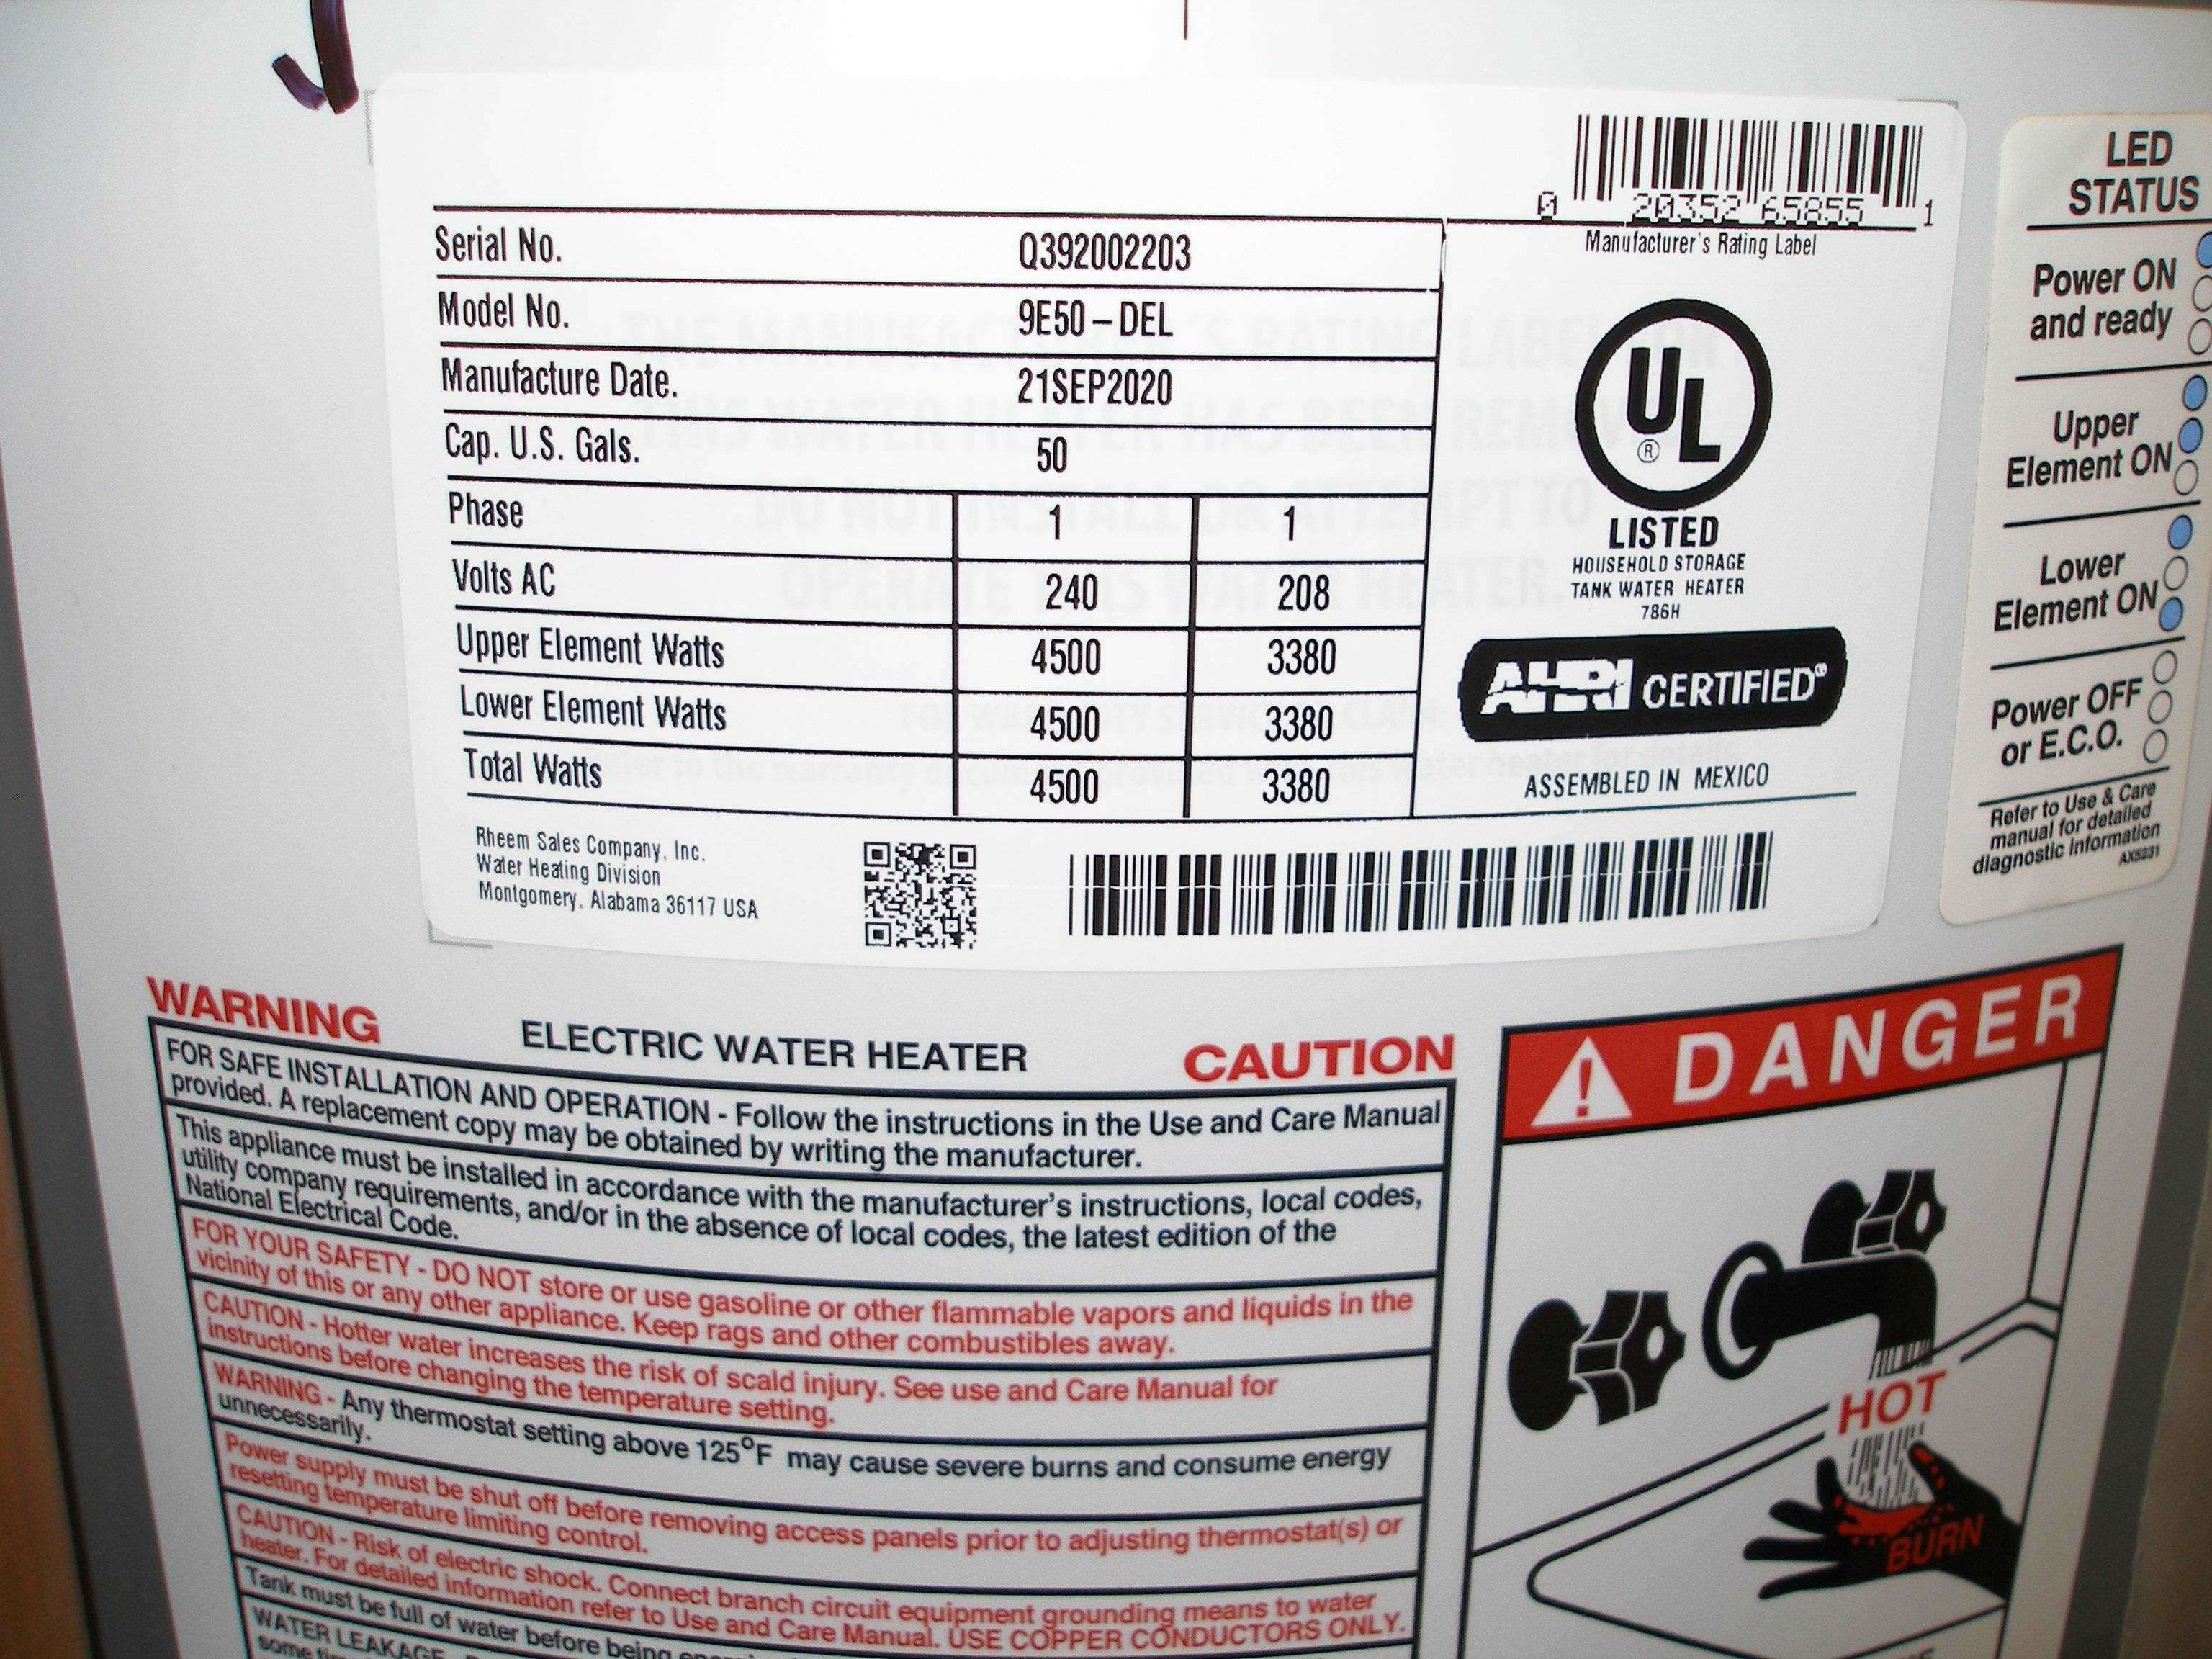 0 20352 65855 1
Manufacturer's Rating Label
Serial No. Q392002203
Model No. 9E50-DEL
Manufacture Date. 21SEP2020
Cap. U.S. Gals. 50
Phase 1 1
Volts AC 240 208
Upper Element Watts 4500 3380
Lower Element Watts 4500 3380
Total Watts 4500 3380
UL
®
LISTED
HOUSEHOLD STORAGE
TANK WATER HEATER
786H
AHRI CERTIFIED®
ASSEMBLED IN MEXICO
Rheem Sales Company, Inc.
Water Heating Division
Montgomery, Alabama 36117 USA
LED
STATUS
Power ON
and ready
Upper
Element ON
Lower
Element ON
Power OFF
or E.C.O.
Refer to Use & Care
manual for detailed
diagnostic information
AX5231
WARNING
ELECTRIC WATER HEATER
CAUTION
FOR SAFE INSTALLATION AND OPERATION - Follow the instructions in the Use and Care Manual
provided. A replacement copy may be obtained by writing the manufacturer.
This appliance must be installed in accordance with the manufacturer's instructions, local codes,
utility company requirements, and/or in the absence of local codes, the latest edition of the
National Electrical Code.
FOR YOUR SAFETY - DO NOT store or use gasoline or other flammable vapors and liquids in the
vicinity of this or any other appliance. Keep rags and other combustibles away.
CAUTION - Hotter water increases the risk of scald injury. See use and Care Manual for
instructions before changing the temperature setting.
WARNING - Any thermostat setting above 125°F may cause severe burns and consume energy
unnecessarily.
Power supply must be shut off before removing access panels prior to adjusting thermostat(s) or
resetting temperature limiting control.
CAUTION - Risk of electric shock. Connect branch circuit equipment grounding means to water
heater. For detailed information refer to Use and Care Manual. USE COPPER CONDUCTORS ONLY.
Tank must be full of water before being
WATER LEAKAGE
some
DANGER
HOT
BURN